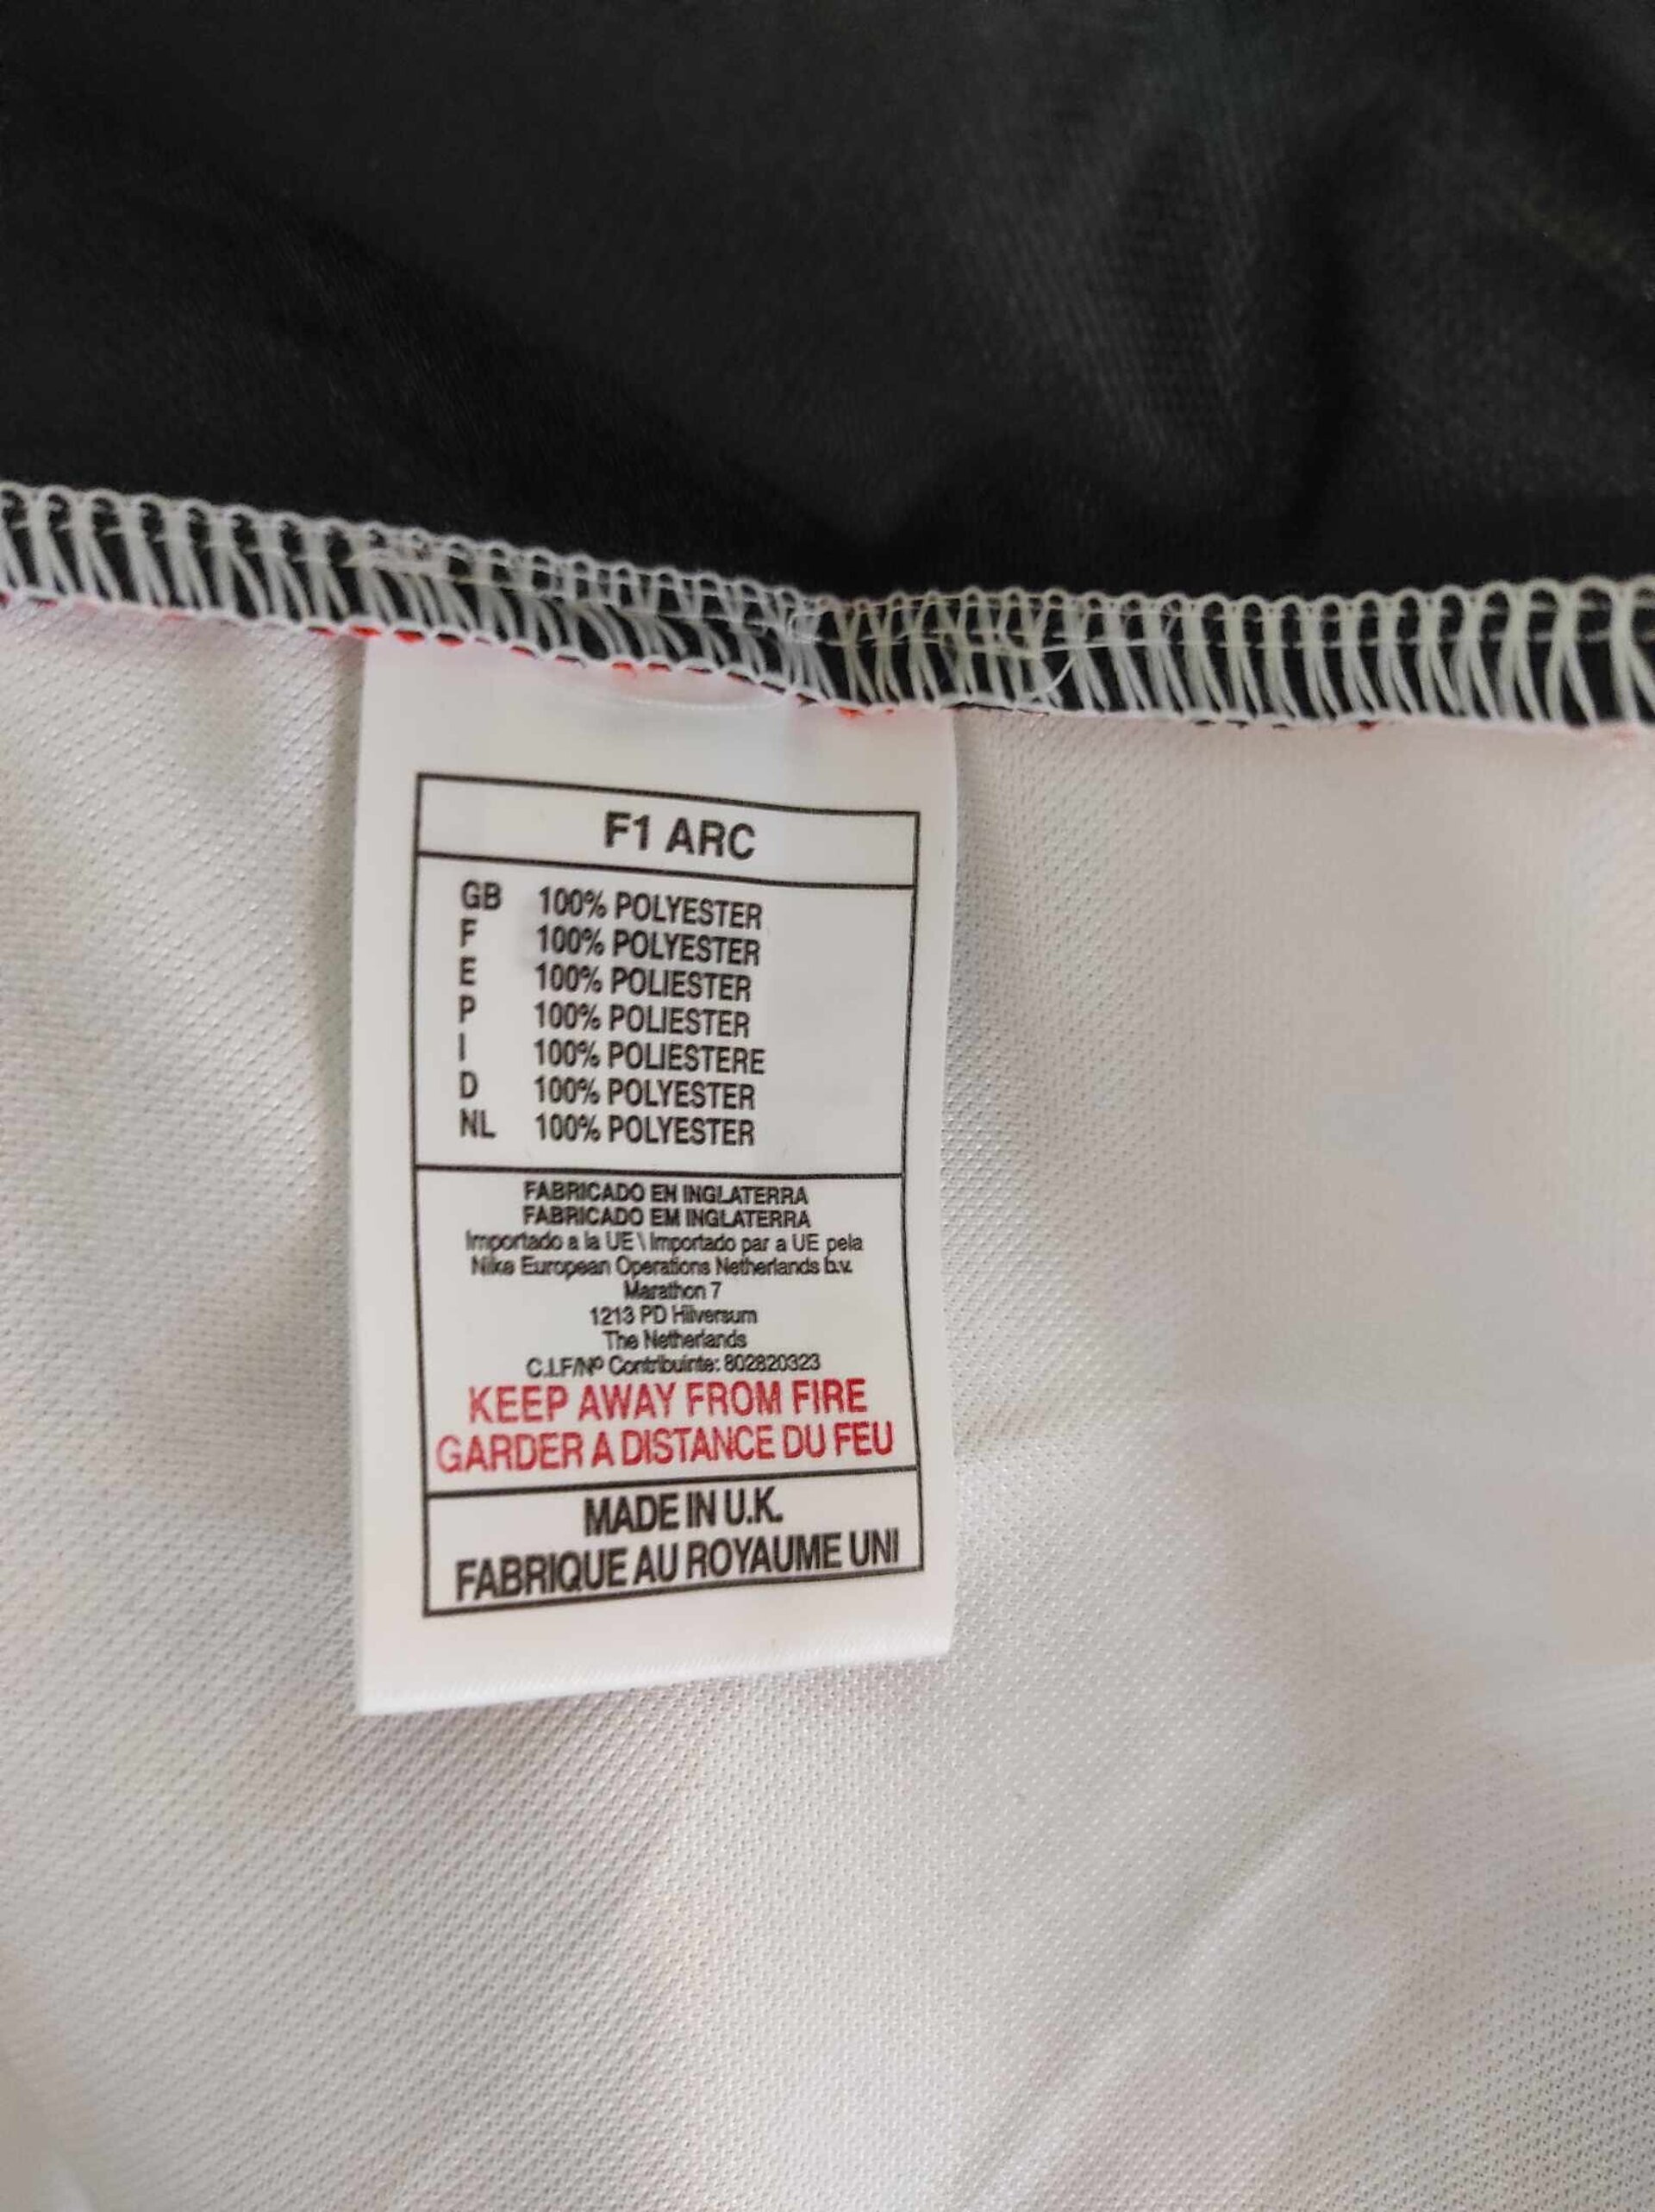 F1 ARC
GB 100% POLYESTER
F 100% POLYESTER
E 100% POLIESTER
P 100% POLIESTER
I 100% POLIESTERE
D 100% POLYESTER
NL 100% POLYESTER
FABRICADO EN INGLATERRA
FABRICADO EM INGLATERRA
Importado a la UE \ Importado par a UE pela
Nike European Operations Netherlands b.v.
Marathon 7
1213 PD Hilversum
The Netherlands
C.I.F/Nº Contribuinte: 802820323
KEEP AWAY FROM FIRE
GARDER A DISTANCE DU FEU
MADE IN U.K.
FABRIQUE AU ROYAUME UNI